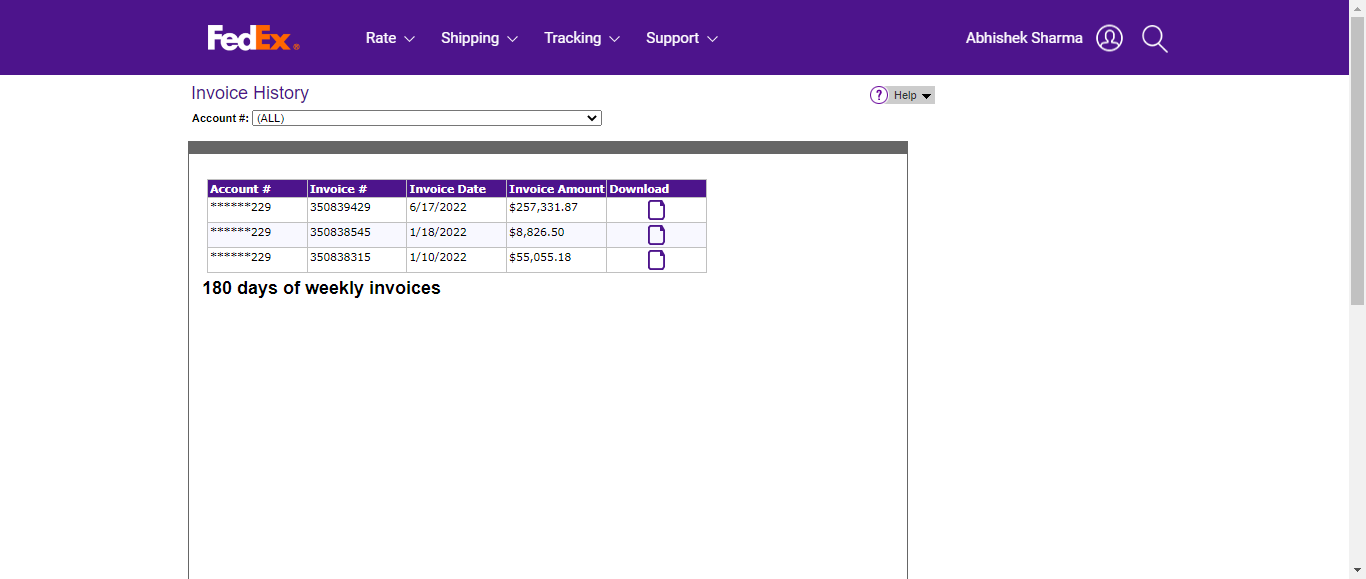 FedEx®
Rate Shipping Tracking Support Abhishek Sharma
Invoice History
? Help
Account #: (ALL)
Account # Invoice # Invoice Date Invoice Amount Download
******229 350839429 6/17/2022 $257,331.87
******229 350838545 1/18/2022 $8,826.50
******229 350838315 1/10/2022 $55,055.18
180 days of weekly invoices